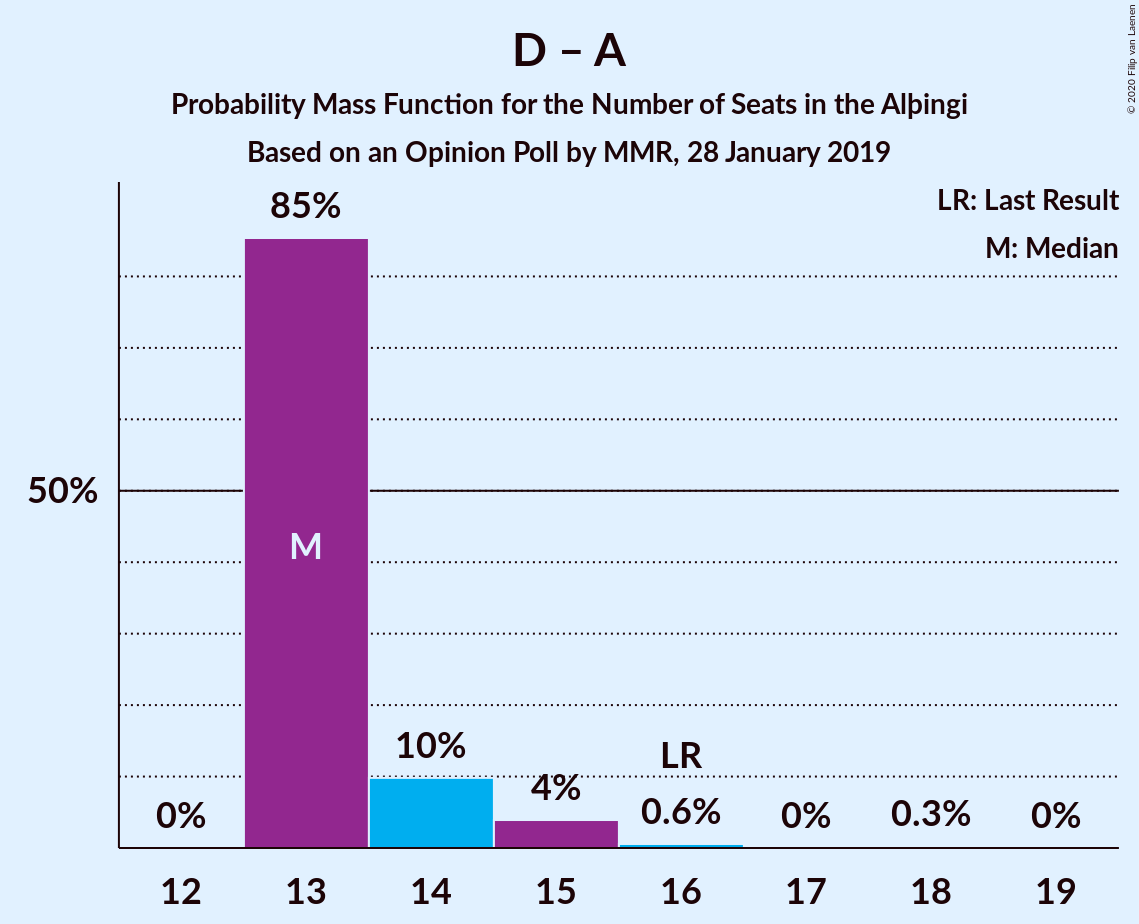 D – A
Probability Mass Function for the Number of Seats in the Alþingi
Based on an Opinion Poll by MMR, 28 January 2019
© 2020 Filip van Laenen
LR: Last Result
M: Median
85%
50%
M
10%
LR
4%
0%
0.6%
0%
0.3%
0%
12 13 14 15 16 17 18 19